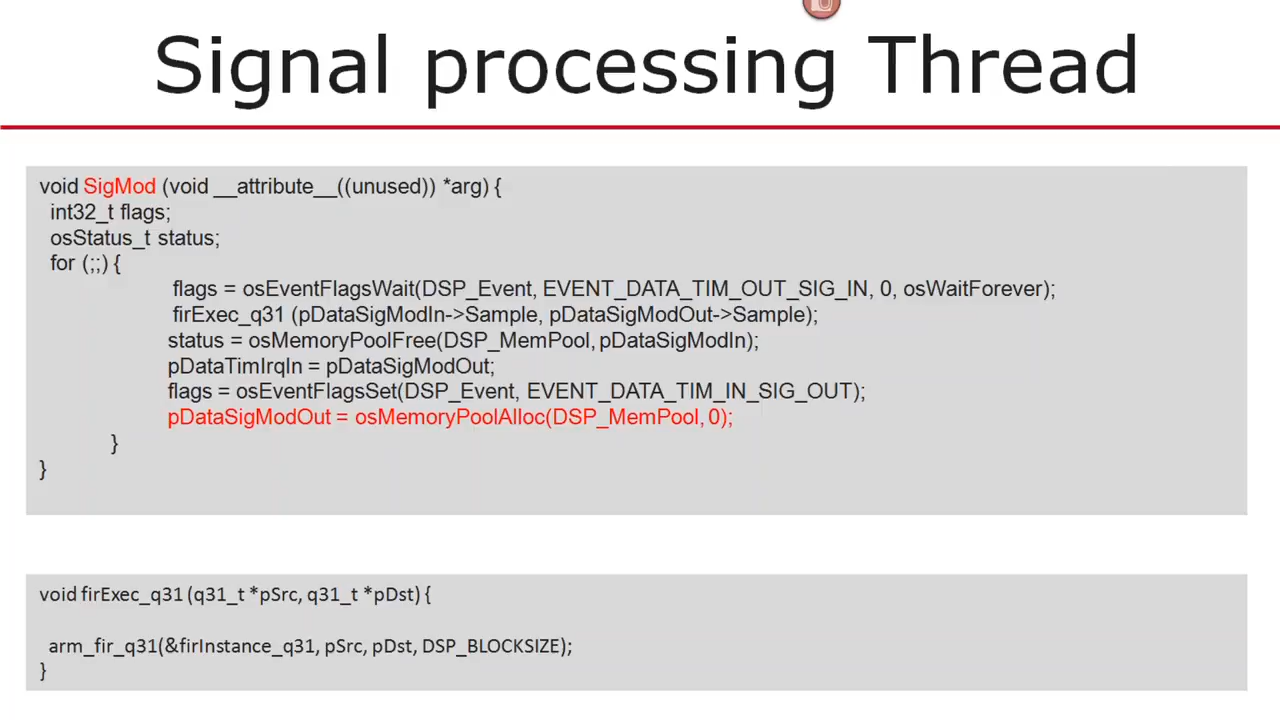 Signal processing Thread
void SigMod (void __attribute__((unused)) *arg) {
int32_t flags;
osStatus_t status;
for (;;) {
flags = osEventFlagsWait(DSP_Event, EVENT_DATA_TIM_OUT_SIG_IN, 0, osWaitForever);
firExec_q31 (pDataSigModIn->Sample, pDataSigModOut->Sample);
status = osMemoryPoolFree(DSP_MemPool, pDataSigModIn);
pDataTimIrqIn = pDataSigModOut;
flags = osEventFlagsSet(DSP_Event, EVENT_DATA_TIM_IN_SIG_OUT);
pDataSigModOut = osMemoryPoolAlloc(DSP_MemPool, 0);
}
}
void firExec_q31 (q31_t *pSrc, q31_t *pDst) {
arm_fir_q31(&firInstance_q31, pSrc, pDst, DSP_BLOCKSIZE);
}